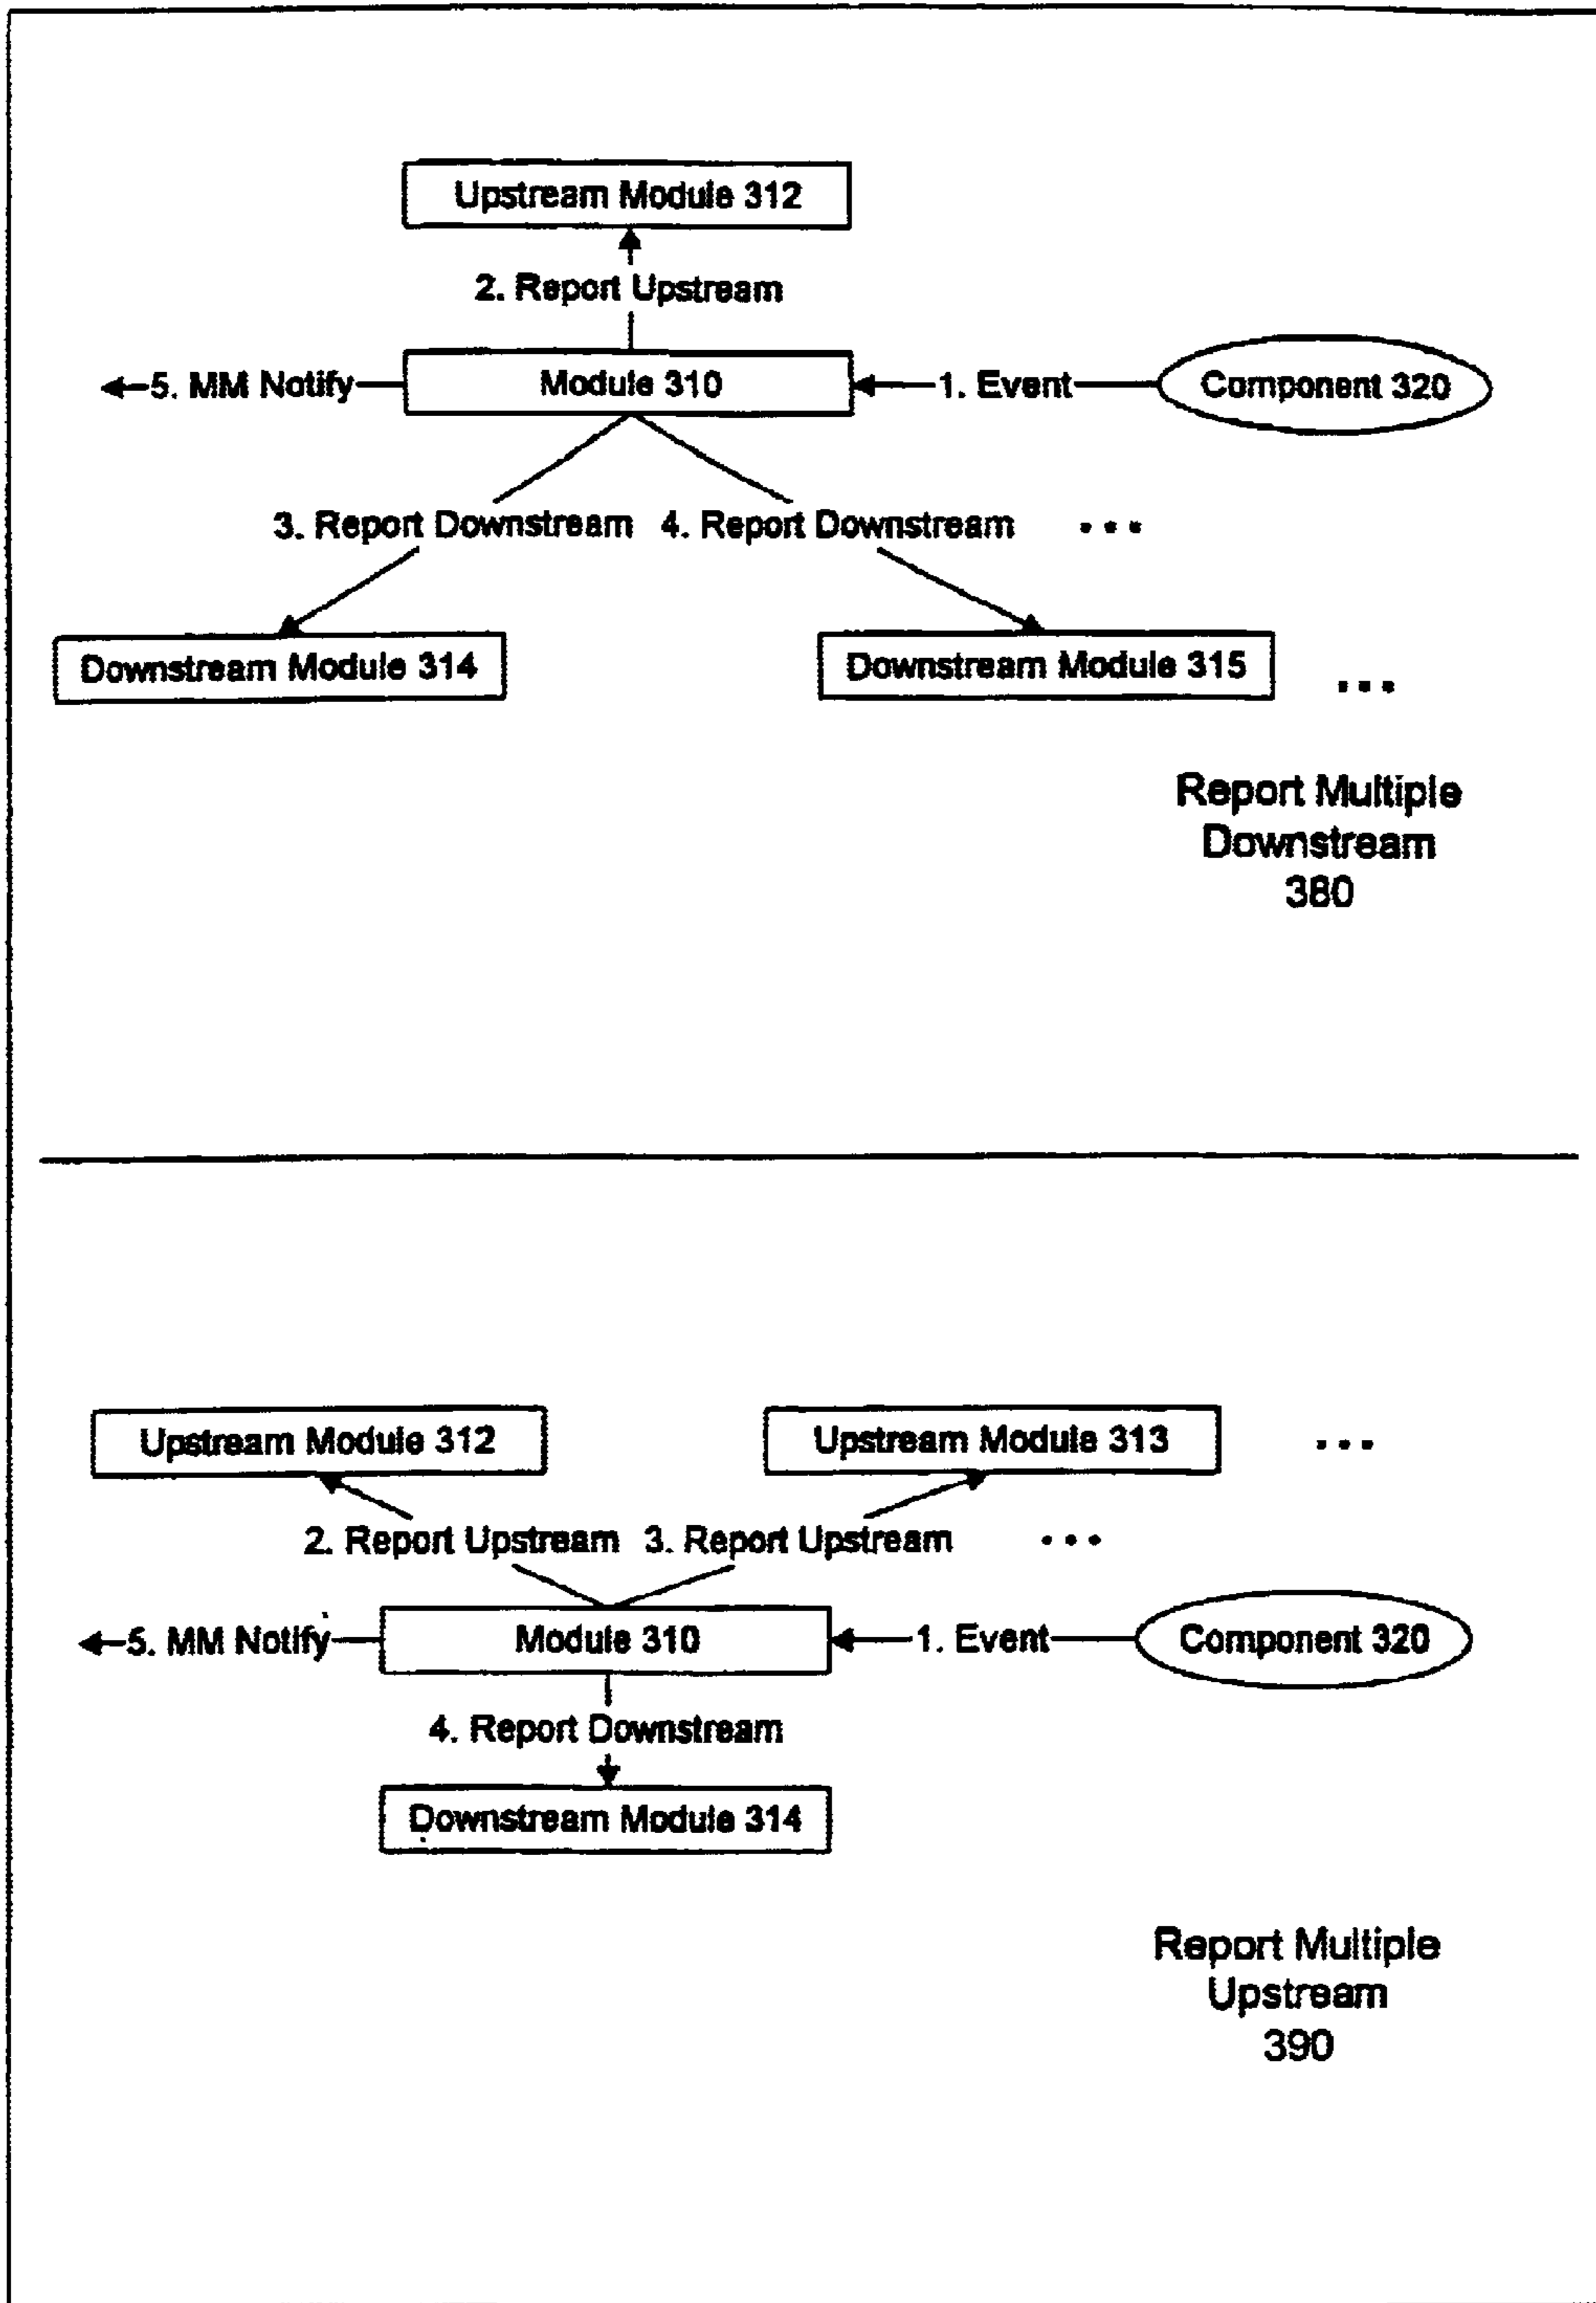 Upstream Module 312
2. Report Upstream
5. MM Notify
Module 310
1. Event
Component 320
3. Report Downstream
4. Report Downstream
...
Downstream Module 314
Downstream Module 315
...
Report Multiple
Downstream
380
Upstream Module 312
Upstream Module 313
...
2. Report Upstream
3. Report Upstream
...
5. MM Notify
Module 310
1. Event
Component 320
4. Report Downstream
Downstream Module 314
Report Multiple
Upstream
390